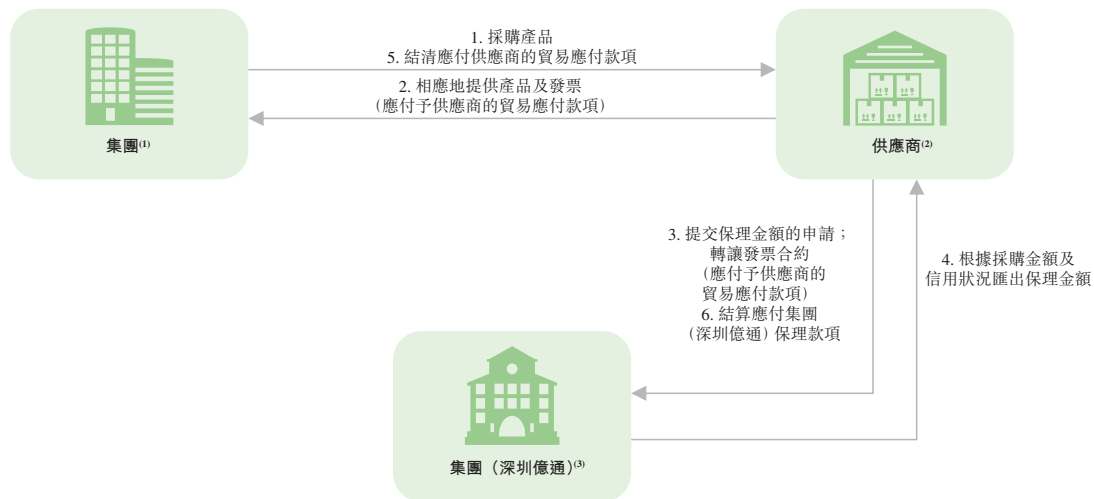 1. 採購產品
5. 結清應付供應商的貿易應付款項
2. 相應地提供產品及發票
(應付予供應商的貿易應付款項)
集團(1)
供應商(2)
3. 提交保理金額的申請；
轉讓發票合約
(應付予供應商的
貿易應付款項)
6. 結算應付集團
(深圳億通) 保理款項
4. 根據採購金額及
信用狀況匯出保理金額
集團 (深圳億通)(3)